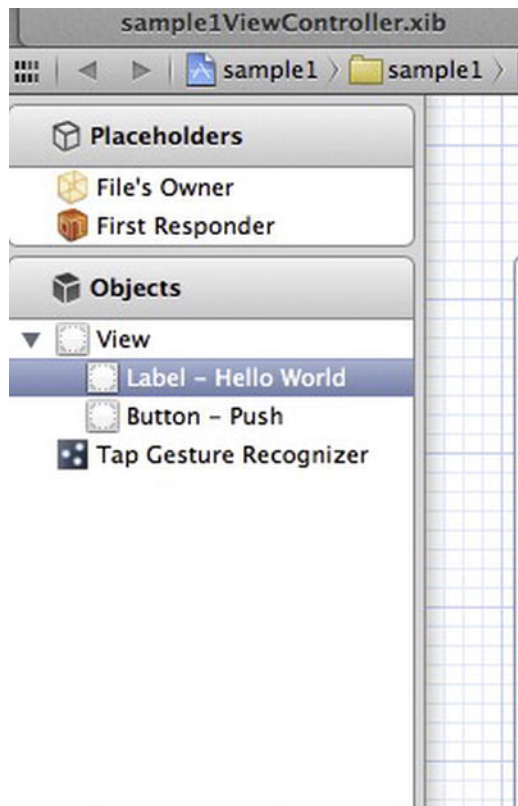 sample1ViewController.xib
sample1 sample1
Placeholders
File's Owner
First Responder
Objects
View
Label – Hello World
Button – Push
Tap Gesture Recognizer